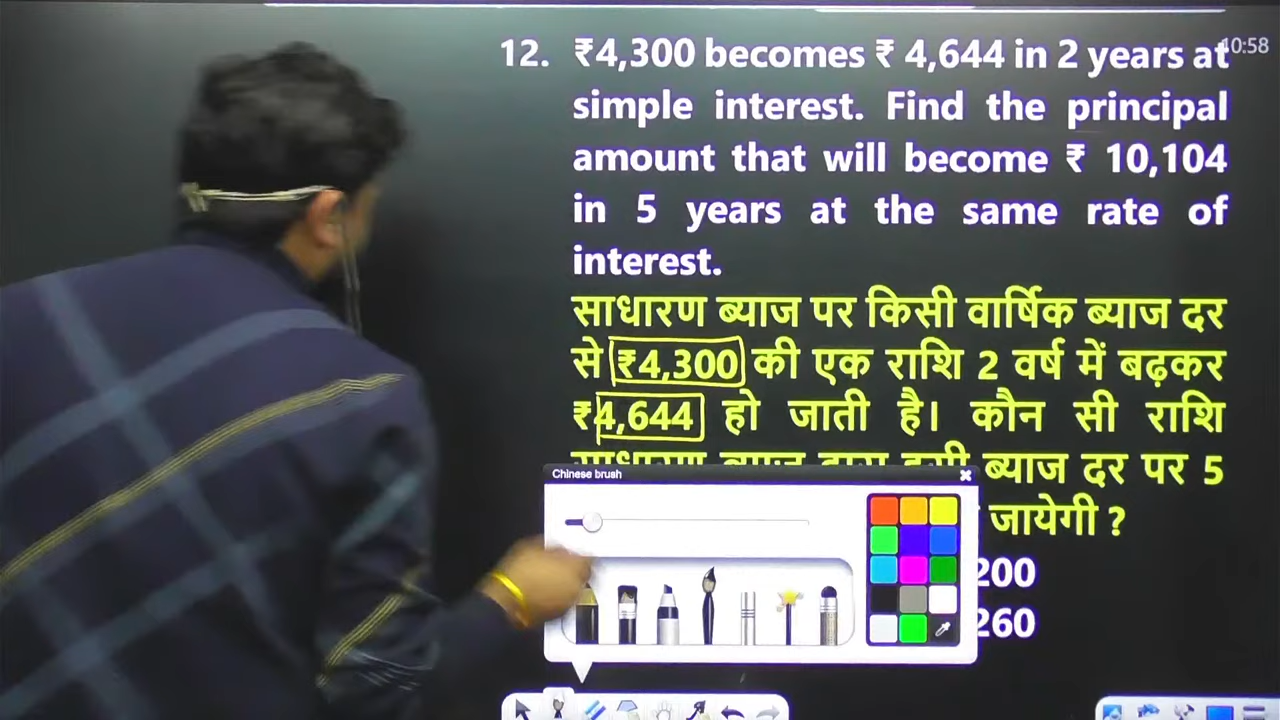 10:58
12. ₹4,300 becomes ₹ 4,644 in 2 years at
simple interest. Find the principal
amount that will become ₹ 10,104
in 5 years at the same rate of
interest.
साधारण ब्याज पर किसी वार्षिक ब्याज दर
से ₹4,300 की एक राशि 2 वर्ष में बढ़कर
₹4,644 हो जाती है। कौन सी राशि
ब्याज दर पर 5
Chinese brush
जायेगी ?
200
260